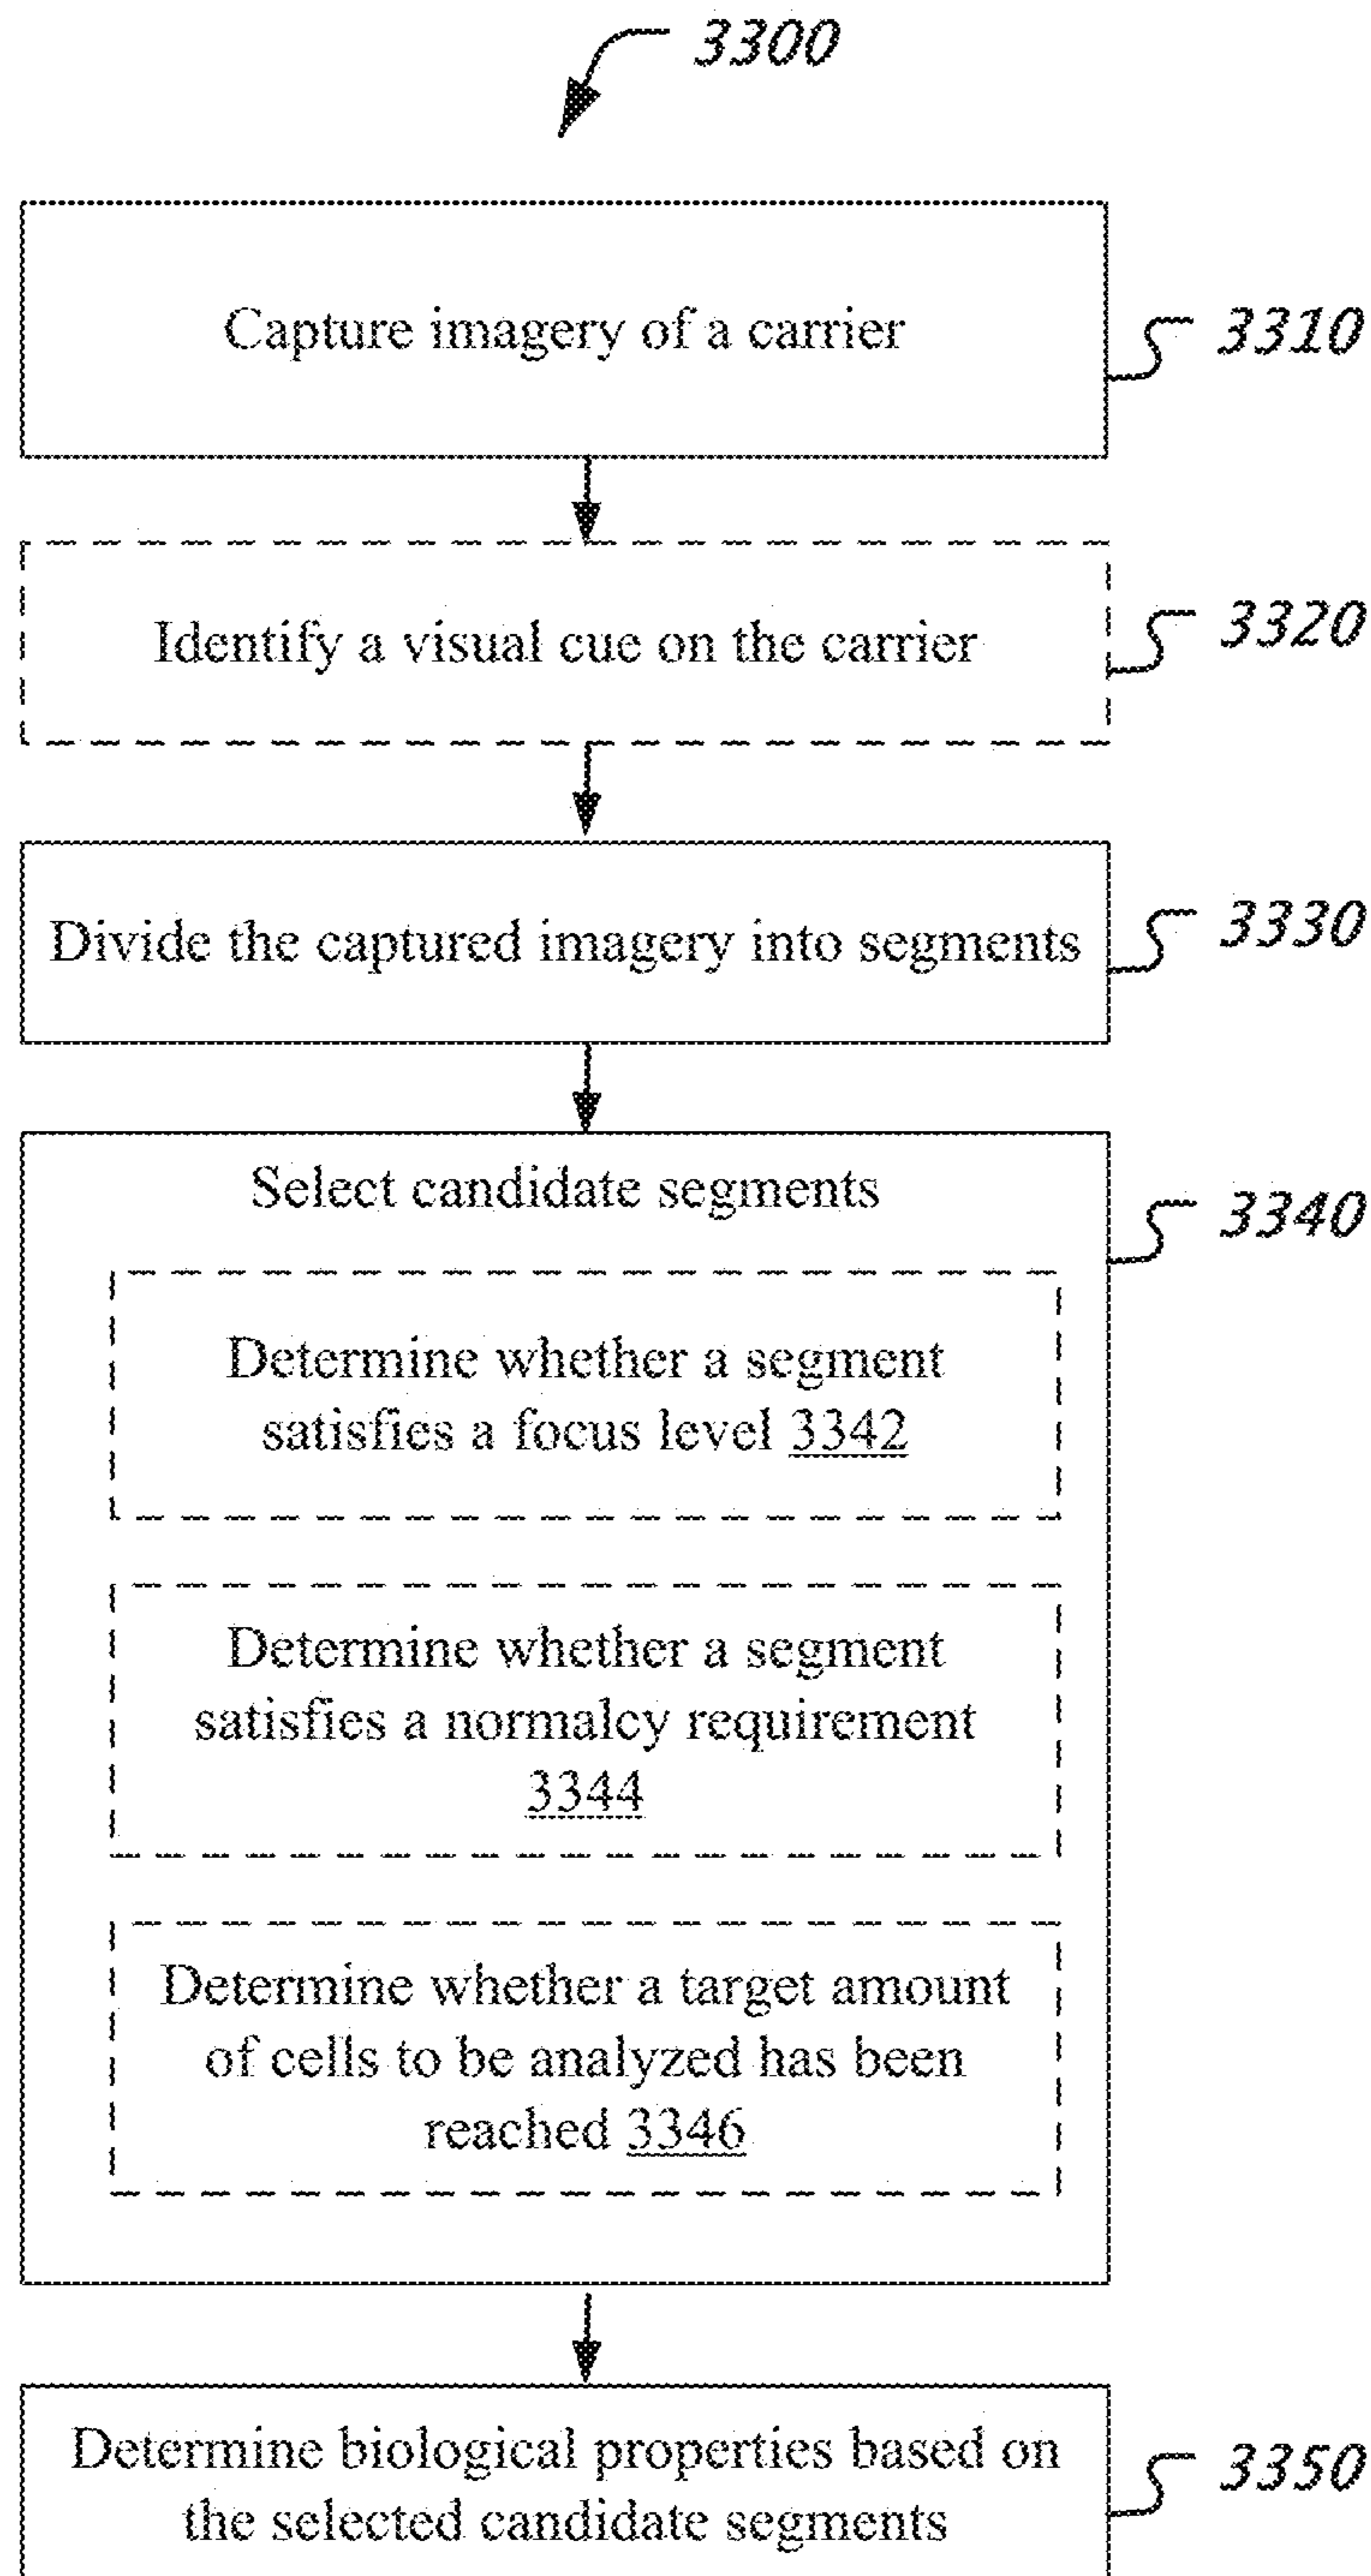 3300
Capture imagery of a carrier
3310
Identify a visual cue on the carrier
3320
Divide the captured imagery into segments
3330
Select candidate segments
3340
Determine whether a segment
satisfies a focus level 3342
Determine whether a segment
satisfies a normalcy requirement
3344
Determine whether a target amount
of cells to be analyzed has been
reached 3346
Determine biological properties based on
the selected candidate segments
3350